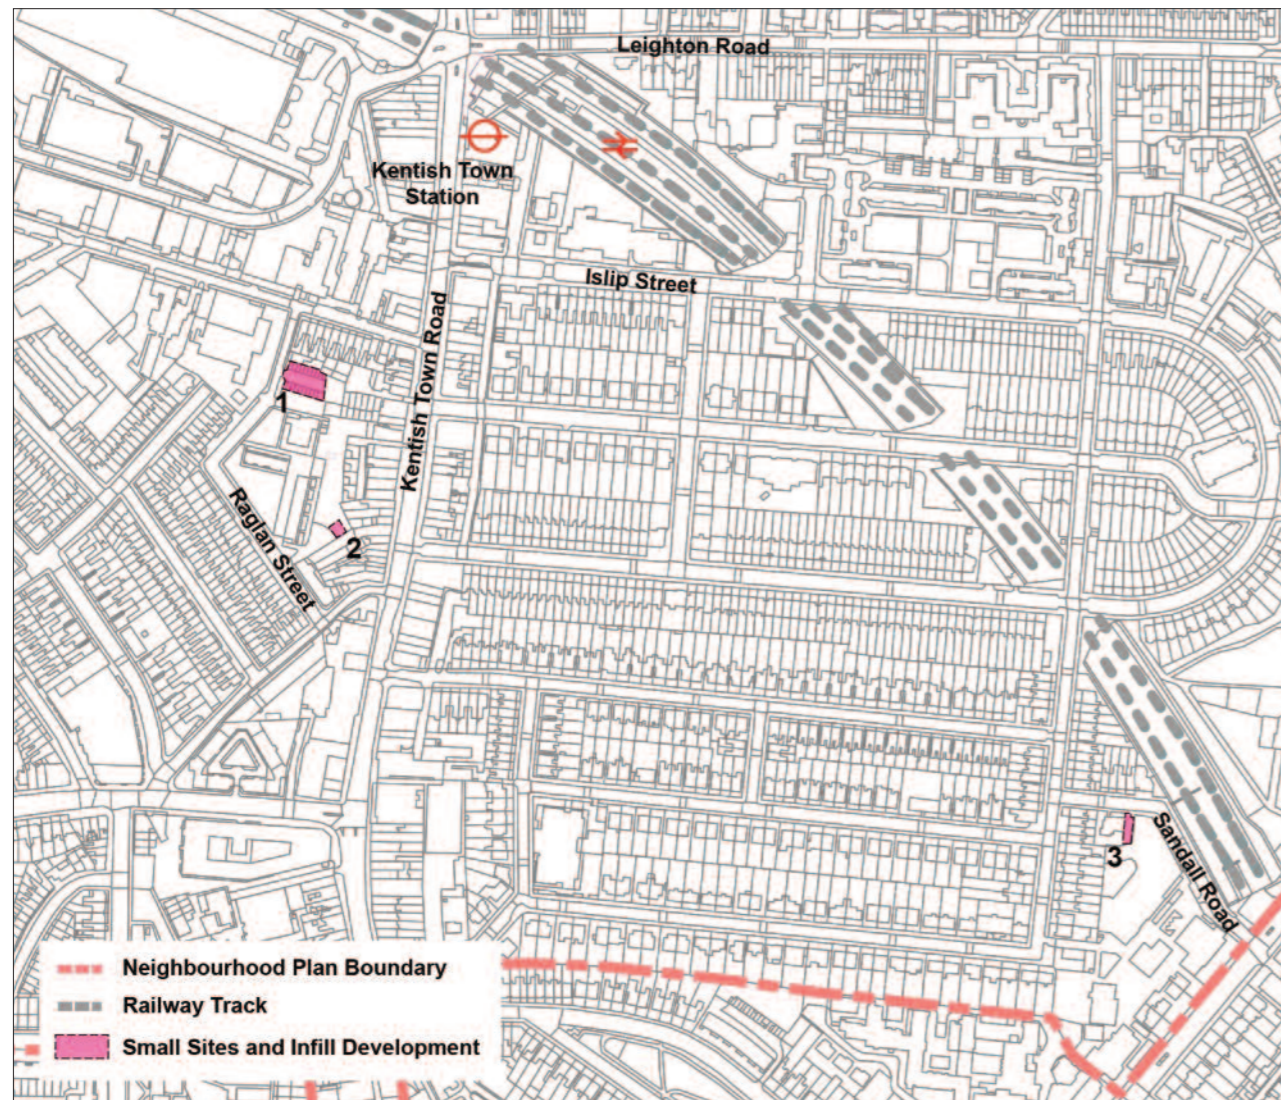 Leighton Road
Kentish Town
Station
Islip Street
Kentish Town Road
1
Raglan Street
2
3
Sandall Road
Neighbourhood Plan Boundary
Railway Track
Small Sites and Infill Development